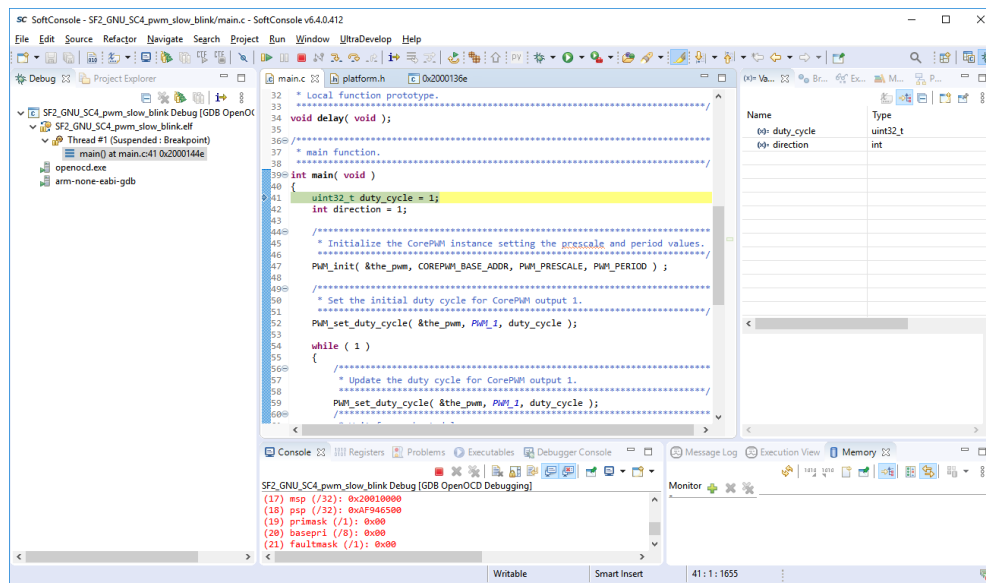 SC SoftConsole - SF2_GNU_SC4_pwm_slow_blink/main.c - SoftConsole v6.4.0.412
File Edit Source Refactor Navigate Search Project Run Window UltraDevelop Help
Debug Project Explorer
SF2_GNU_SC4_pwm_slow_blink Debug [GDB OpenO
SF2_GNU_SC4_pwm_slow_blink.elf
Thread #1 (Suspended : Breakpoint)
main() at main.c:41 0x2000144e
openocd.exe
arm-none-eabi-gdb
main.c platform.h 0x2000136e
32 * Local function prototype.
33 *****************************************************************************/
34 void delay( void );
35
36 /*****************************************************************************
37 * main function.
38 *****************************************************************************/
39 int main( void )
40 {
41 uint32_t duty_cycle = 1;
42 int direction = 1;
43
44 /**************************************************************************
45 * Initialize the CorePWM instance setting the prescale and period values.
46 *************************************************************************/
47 PWM_init( &the_pwm, COREPWM_BASE_ADDR, PWM_PRESCALE, PWM_PERIOD ) ;
48
49 /**************************************************************************
50 * Set the initial duty cycle for CorePWM output 1.
51 *************************************************************************/
52 PWM_set_duty_cycle( &the_pwm, PWM_1, duty_cycle );
53
54 while ( 1 )
55 {
56 /**********************************************************************
57 * Update the duty cycle for CorePWM output 1.
58 *********************************************************************/
59 PWM_set_duty_cycle( &the_pwm, PWM_1, duty_cycle );
60 /**********************************************************************
(x)= Va... Br... Ex... M... P...
Name Type
(x)= duty_cycle uint32_t
(x)= direction int
Console Registers Problems Executables Debugger Console
SF2_GNU_SC4_pwm_slow_blink Debug [GDB OpenOCD Debugging]
(17) msp (/32): 0x20010000
(18) psp (/32): 0xAF946500
(19) primask (/1): 0x00
(20) basepri (/8): 0x00
(21) faultmask (/1): 0x00
Message Log Execution View Memory
Monitor
Writable Smart Insert 41 : 1 : 1655